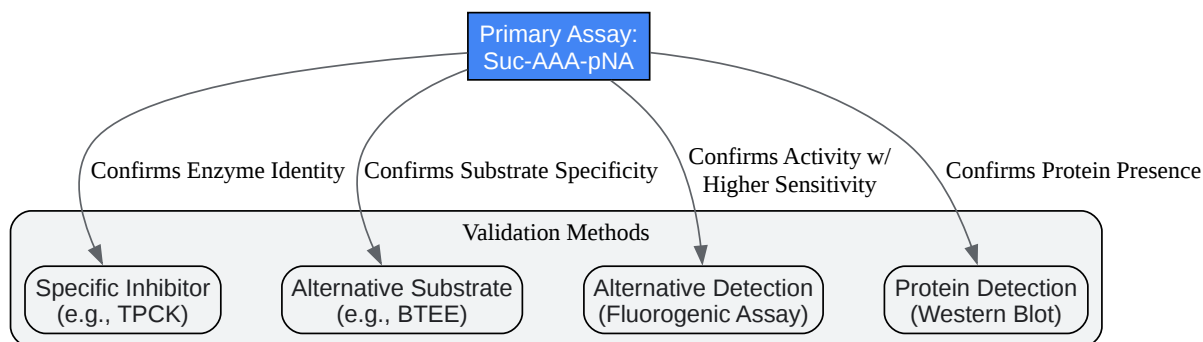 Primary Assay:
Suc-AAA-pNA
Confirms Enzyme Identity
Confirms Substrate Specificity
Confirms Activity w/
Higher Sensitivity
Confirms Protein Presence
Validation Methods
Specific Inhibitor
(e.g., TPCK)
Alternative Substrate
(e.g., BTEE)
Alternative Detection
(Fluorogenic Assay)
Protein Detection
(Western Blot)